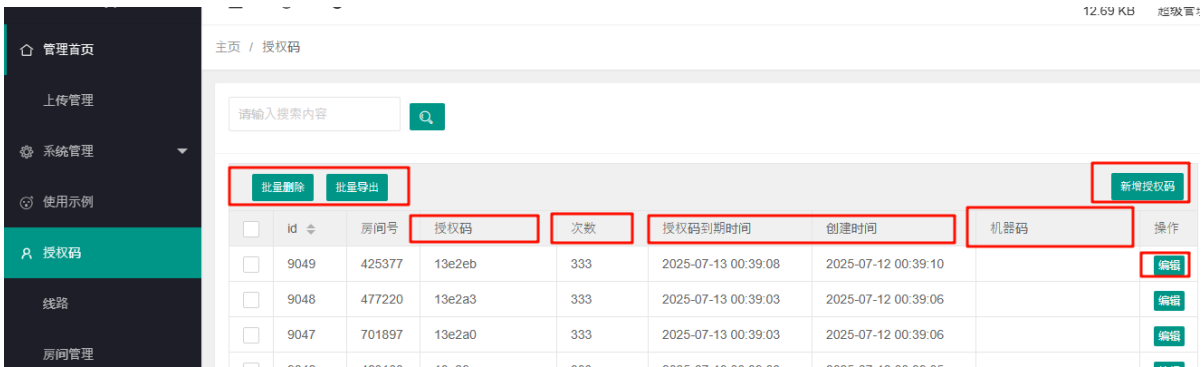 12.69 KB 超级管
管理首页
主页 / 授权码
上传管理
请输入搜索内容
系统管理
批量删除 批量导出 新增授权码
使用示例
id 房间号 授权码 次数 授权码到期时间 创建时间 机器码 操作
授权码
9049 425377 13e2eb 333 2025-07-13 00:39:08 2025-07-12 00:39:10 编辑
线路
9048 477220 13e2a3 333 2025-07-13 00:39:03 2025-07-12 00:39:06 编辑
9047 701897 13e2a0 333 2025-07-13 00:39:03 2025-07-12 00:39:06 编辑
房间管理